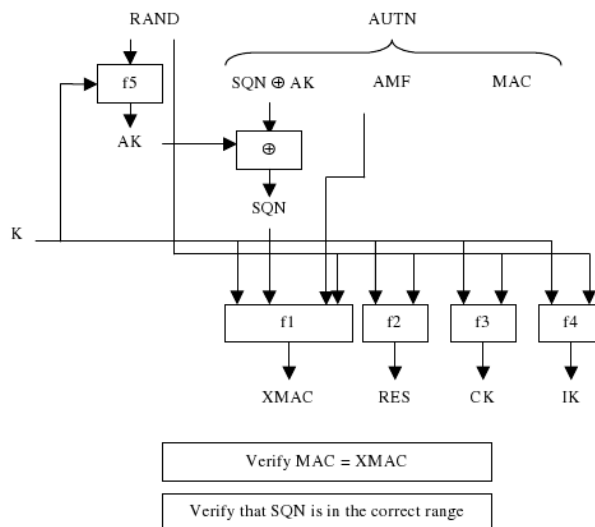 RAND AUTN
f5
SQN ⊕ AK AMF MAC
AK
⊕
SQN
K
f1 f2 f3 f4
XMAC RES CK IK
Verify MAC = XMAC
Verify that SQN is in the correct range